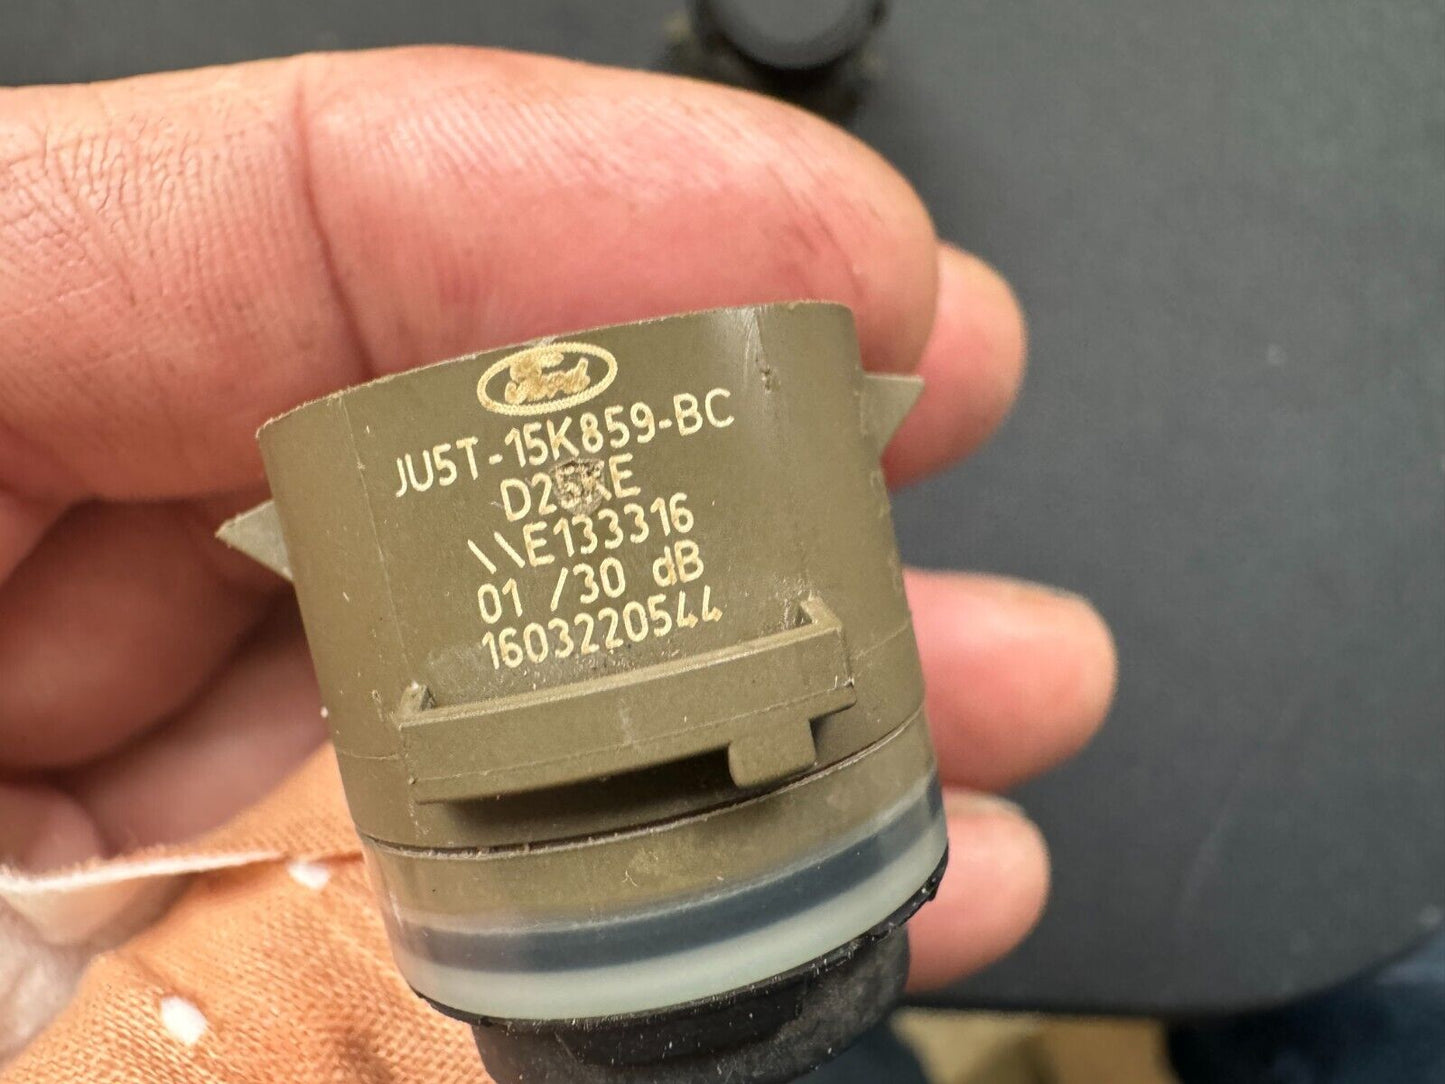 Ford
JU5T-15K859-BC
\\E133316
01 /30 dB
1603220544